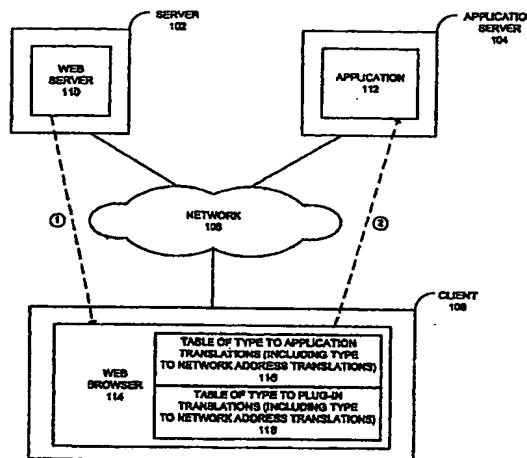 SERVER
102
WEB
SERVER
110
APPLICATION
SERVER
104
APPLICATION
112
①
②
NETWORK
106
CLIENT
108
WEB
BROWSER
114
TABLE OF TYPE TO APPLICATION
TRANSLATIONS (INCLUDING TYPE
TO NETWORK ADDRESS TRANSLATIONS)
116
TABLE OF TYPE TO PLUG-IN
TRANSLATIONS (INCLUDING TYPE
TO NETWORK ADDRESS TRANSLATIONS)
118